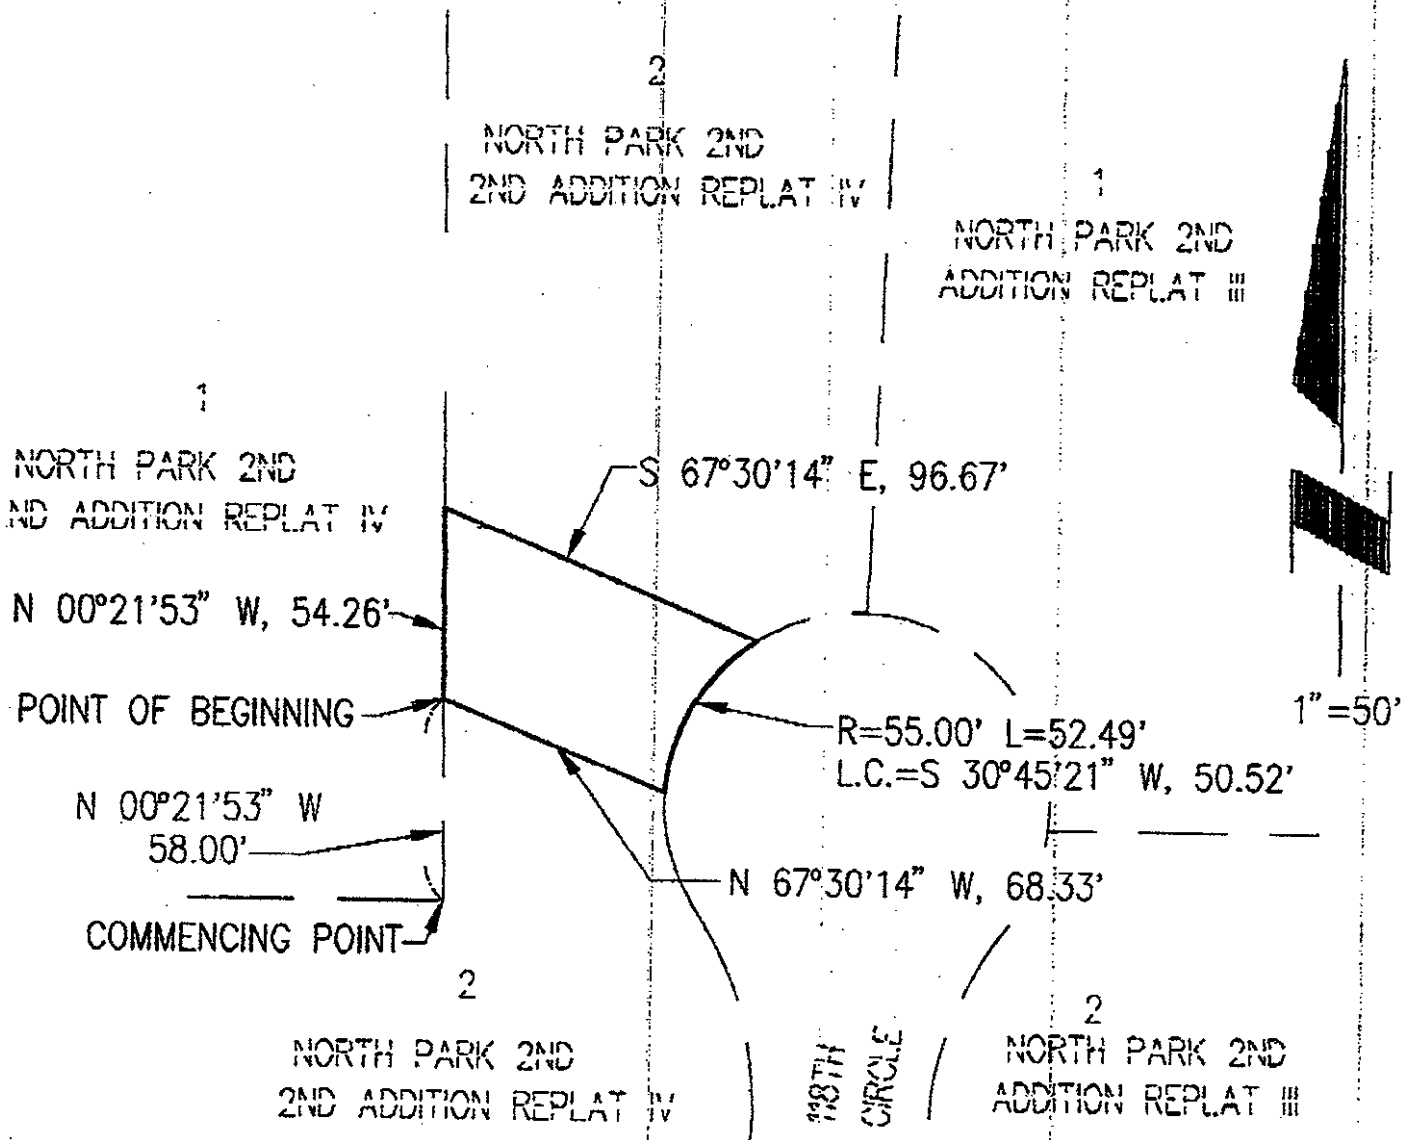 2
NORTH PARK 2ND
2ND ADDITION REPLAT IV
1
NORTH PARK 2ND
ADDITION REPLAT III
1
NORTH PARK 2ND
ND ADDITION REPLAT IV
S 67°30'14" E, 96.67'
N 00°21'53" W, 54.26'
POINT OF BEGINNING
1"=50'
R=55.00' L=52.49'
L.C.=S 30°45'21" W, 50.52'
N 00°21'53" W
58.00'
N 67°30'14" W, 68.33'
COMMENCING POINT
2
NORTH PARK 2ND
2ND ADDITION REPLAT IV
118TH
CIRCLE
2
NORTH PARK 2ND
ADDITION REPLAT III